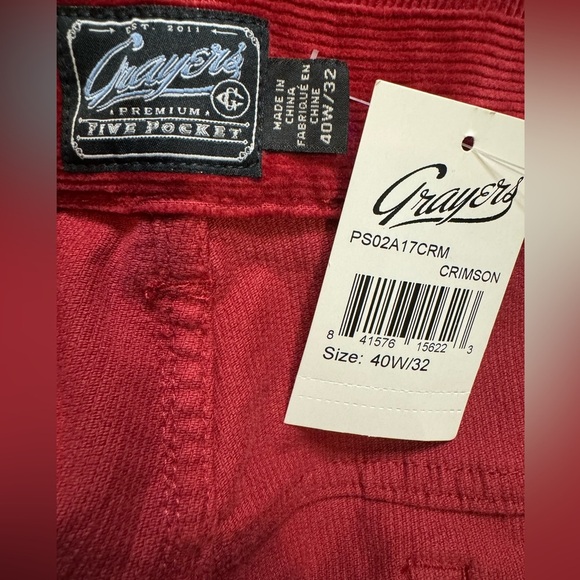 EST. 2011
Grayers
PREMIUM
FIVE POCKET
MADE IN
CHINA
FABRIQUÉ EN
CHINE
40W/32
Grayers
PS02A17CRM
CRIMSON
8 41576 15622 3
Size: 40W/32